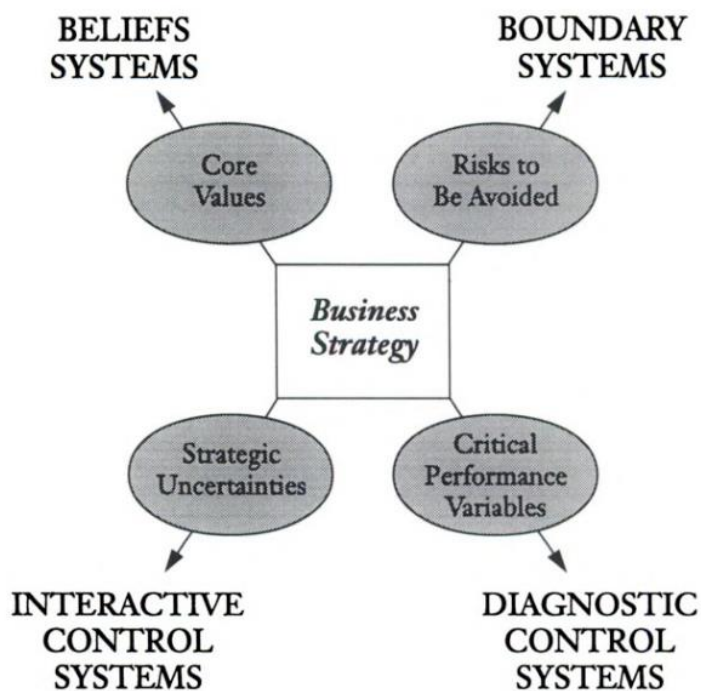 BELIEFS
SYSTEMS
BOUNDARY
SYSTEMS
Core
Values
Risks to
Be Avoided
Business
Strategy
Strategic
Uncertainties
Critical
Performance
Variables
INTERACTIVE
CONTROL
SYSTEMS
DIAGNOSTIC
CONTROL
SYSTEMS